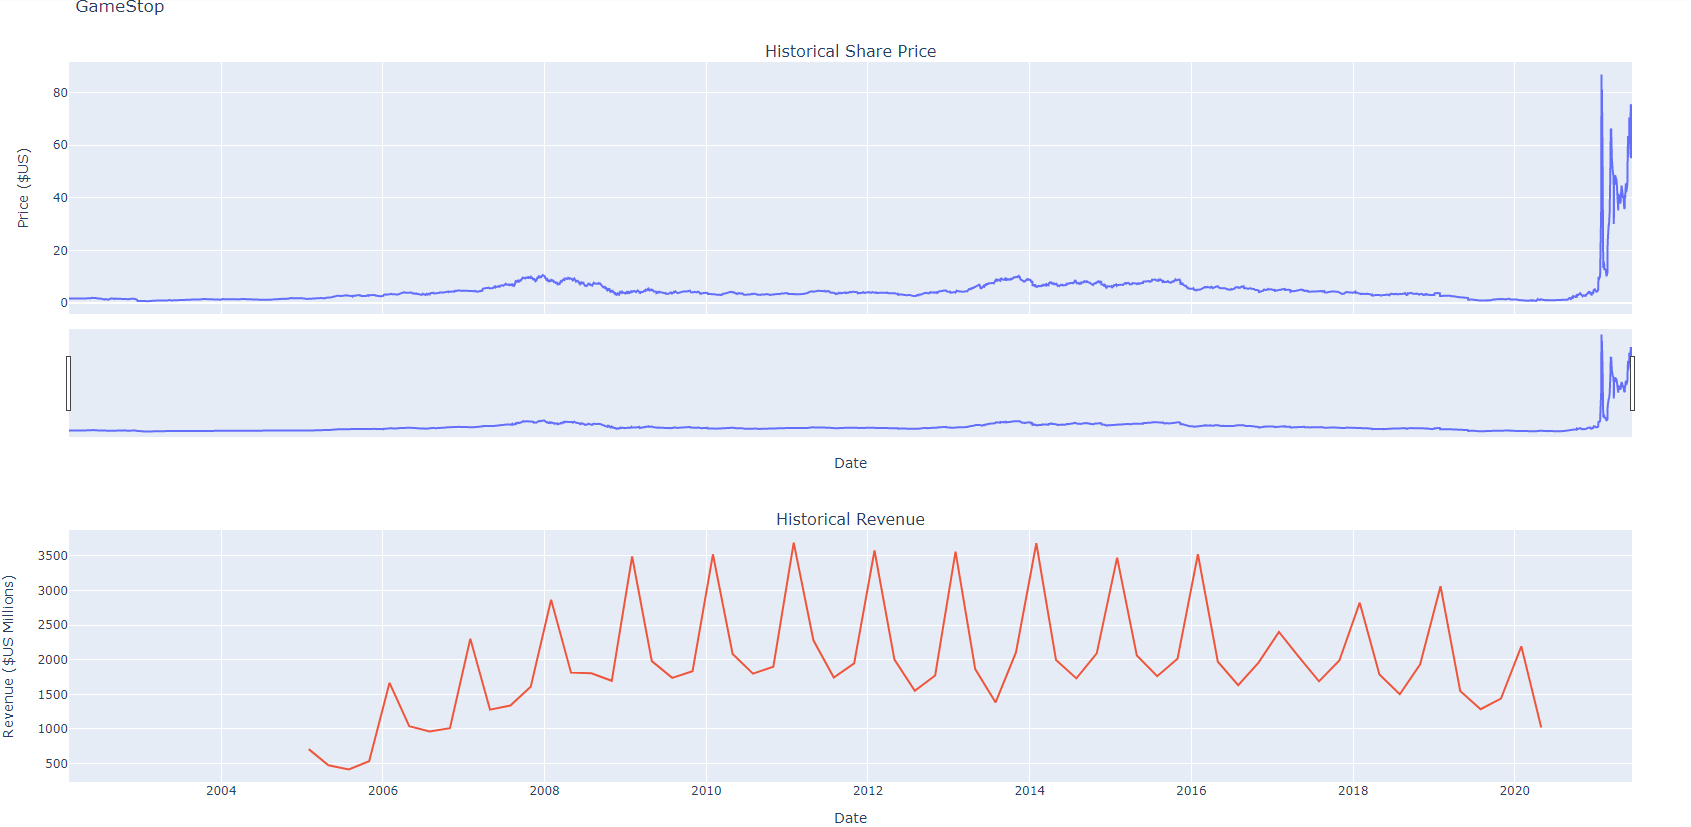 GameStop
Historical Share Price
80
60
40
20
0
Price ($US)
Date
Historical Revenue
3500
3000
2500
2000
1500
1000
500
Revenue ($US Millions)
2004 2006 2008 2010 2012 2014 2016 2018 2020
Date